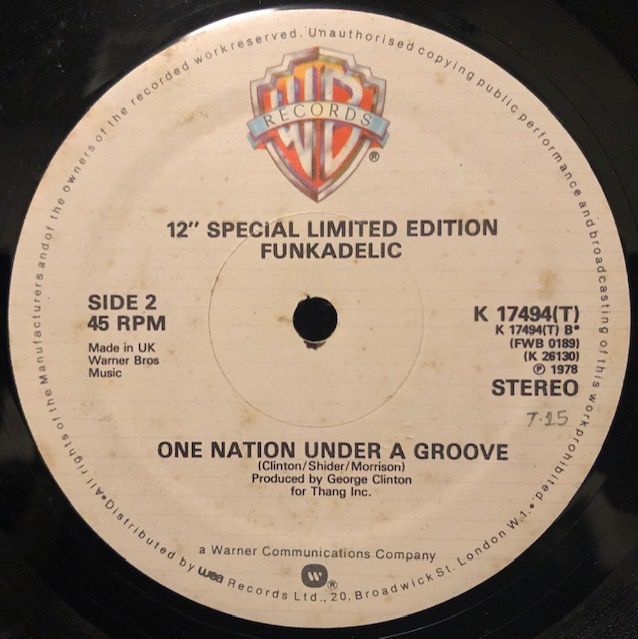 All rights of the Manufacturers and of the owners of the recorded work reserved. Unauthorised copying public performance and broadcasting of this work prohibited.
WB
RECORDS
®
12" SPECIAL LIMITED EDITION
FUNKADELIC
SIDE 2
45 RPM
Made in UK
Warner Bros
Music
K 17494(T)
K 17494(T) B*
(FWB 0189)
(K 26130)
℗ 1978
STEREO
7.25
ONE NATION UNDER A GROOVE
(Clinton/Shider/Morrison)
Produced by George Clinton
for Thang Inc.
a Warner Communications Company
®
•Distributed by wea Records Ltd., 20, Broadwick St. London W.1.•